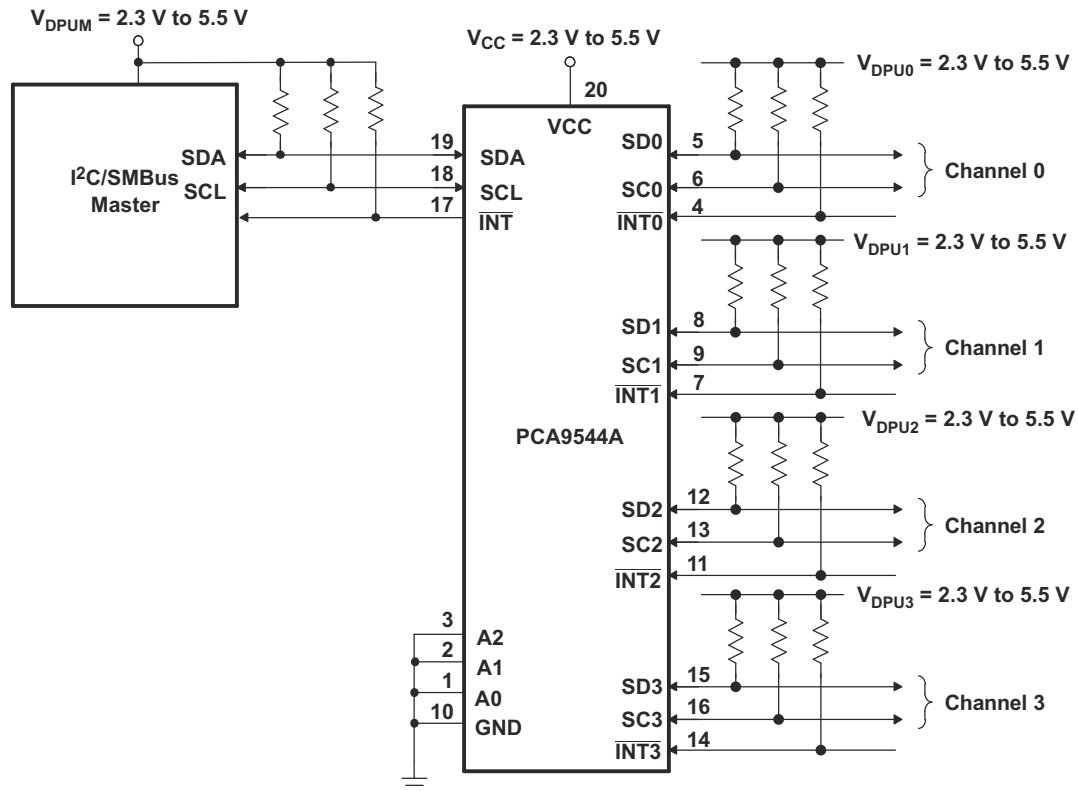 V_DPUM = 2.3 V to 5.5 V
V_CC = 2.3 V to 5.5 V
20
VCC
I²C/SMBus
Master
SDA
SCL
19
18
17
SDA
SCL
INT
PCA9544A
3
2
1
10
A2
A1
A0
GND
V_DPU0 = 2.3 V to 5.5 V
SD0
5
SC0
6
INT0
4
Channel 0
V_DPU1 = 2.3 V to 5.5 V
SD1
8
SC1
9
INT1
7
Channel 1
V_DPU2 = 2.3 V to 5.5 V
SD2
12
SC2
13
INT2
11
Channel 2
V_DPU3 = 2.3 V to 5.5 V
SD3
15
SC3
16
INT3
14
Channel 3